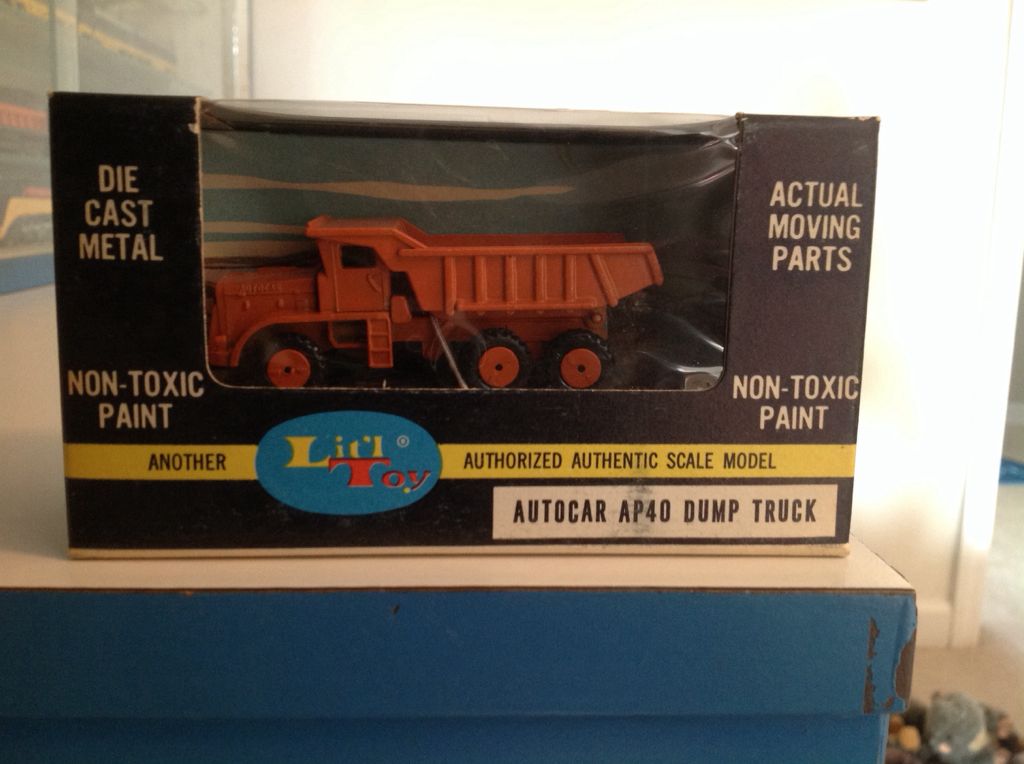 DIE
CAST
METAL
ACTUAL
MOVING
PARTS
AUTOCAR
NON-TOXIC
PAINT
NON-TOXIC
PAINT
ANOTHER Lit'l Toy ® AUTHORIZED AUTHENTIC SCALE MODEL
AUTOCAR AP40 DUMP TRUCK